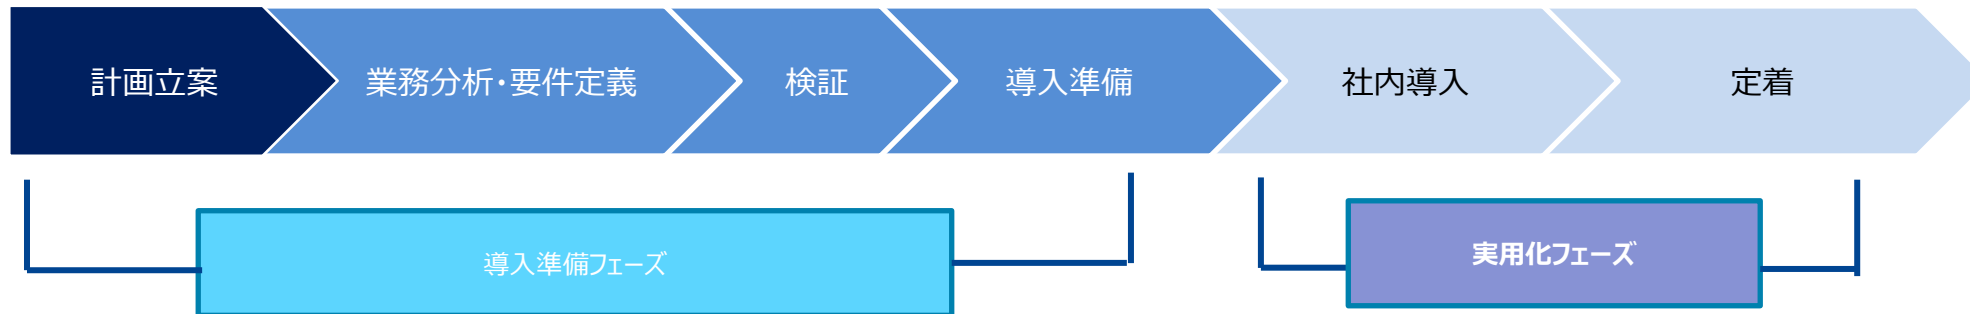 計画立案
業務分析・要件定義
検証
導入準備
社内導入
定着
導入準備フェーズ
実用化フェーズ